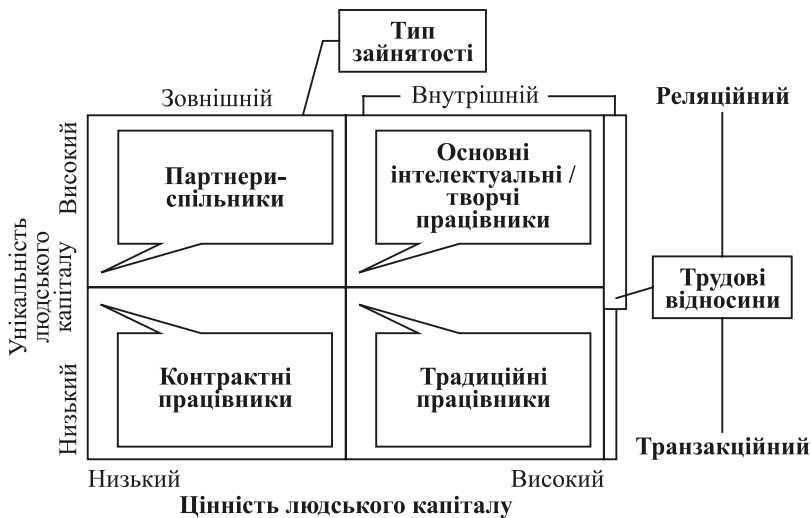 Тип
зайнятості
Зовнішній
Внутрішній
Реляційний
Високий
Партнери-
спільники
Основні
інтелектуальні /
творчі
працівники
Унікальність
людського
капіталу
Трудові
відносини
Низький
Контрактні
працівники
Традиційні
працівники
Транзакційний
Низький
Високий
Цінність людського капіталу